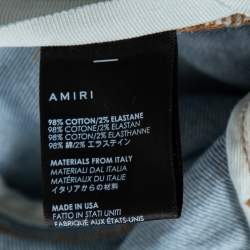 AMIRI
98% COTTON/2% ELASTANE
98% COTONE/2% ELASTAN
98% COTON/2% ELASTHANNE
98% 綿/2% エラステイン
MATERIALS FROM ITALY
MATERIALI DAL ITALIA
MATÉRIAUX DU ITALIE
イタリアからの材料
MADE IN USA
FATTO IN STATI UNITI
FABRIQUÉ AUX ÉTATS-UNIS